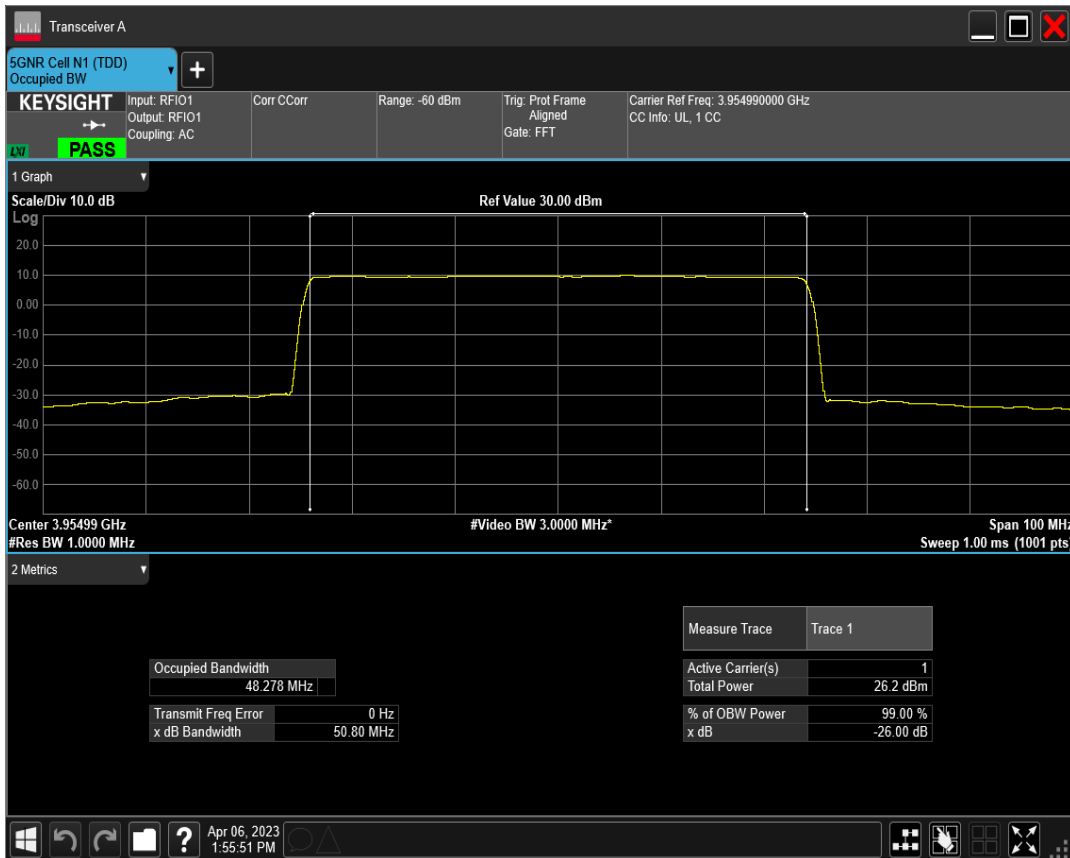 Transceiver A
5GNR Cell N1 (TDD)
Occupied BW
+
KEYSIGHT
LXI
PASS
Input: RFIO1
Output: RFIO1
Coupling: AC
Corr CCorr
Range: -60 dBm
Trig: Prot Frame
Aligned
Gate: FFT
Carrier Ref Freq: 3.954990000 GHz
CC Info: UL, 1 CC
1 Graph
Scale/Div 10.0 dB
Ref Value 30.00 dBm
Log
20.0
10.0
0.00
-10.0
-20.0
-30.0
-40.0
-50.0
-60.0
Center 3.95499 GHz
#Video BW 3.0000 MHz*
Span 100 MHz
#Res BW 1.0000 MHz
Sweep 1.00 ms (1001 pts)
2 Metrics
Measure Trace Trace 1
Occupied Bandwidth
48.278 MHz
Active Carrier(s) 1
Total Power 26.2 dBm
Transmit Freq Error 0 Hz
x dB Bandwidth 50.80 MHz
% of OBW Power 99.00 %
x dB -26.00 dB
?
Apr 06, 2023
1:55:51 PM